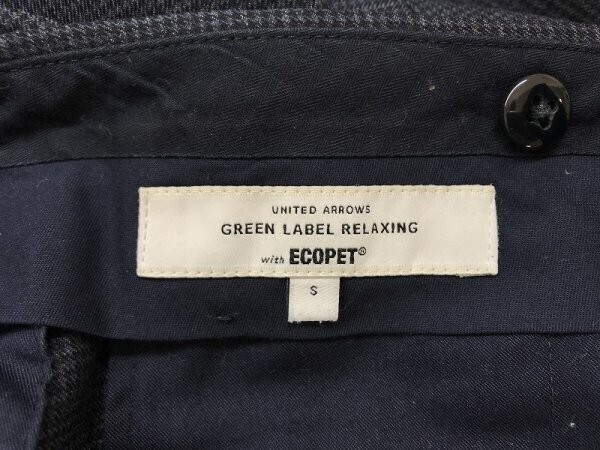 UNITED ARROWS
GREEN LABEL RELAXING
with ECOPET®
S